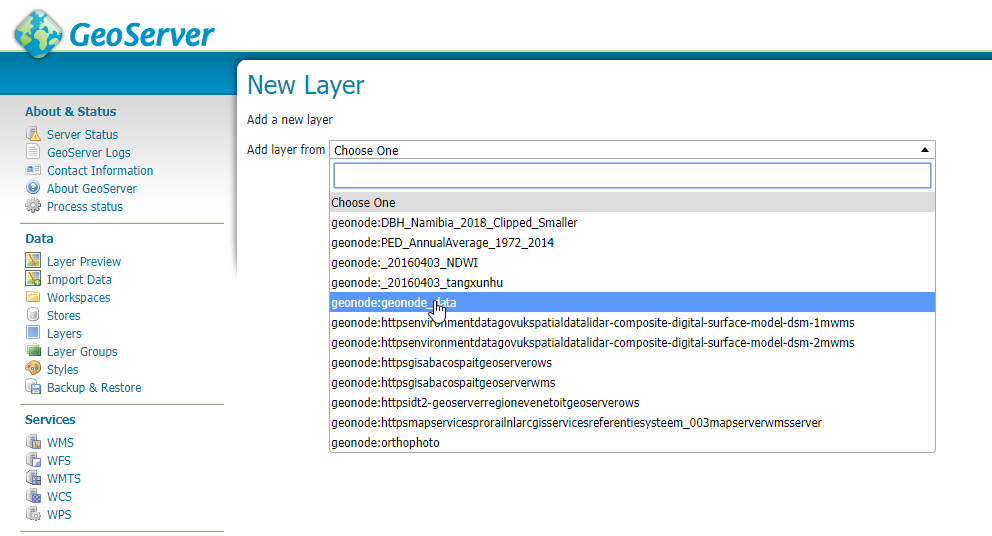 GeoServer
About & Status
Server Status
GeoServer Logs
Contact Information
About GeoServer
Process status
Data
Layer Preview
Import Data
Workspaces
Stores
Layers
Layer Groups
Styles
Backup & Restore
Services
WMS
WFS
WMTS
WCS
WPS
New Layer
Add a new layer
Add layer from Choose One
Choose One
geonode:DBH_Namibia_2018_Clipped_Smaller
geonode:PED_AnnualAverage_1972_2014
geonode:_20160403_NDWI
geonode:_20160403_tangxunhu
geonode:geonode_data
geonode:httpsenvironmentdatagovukspatialdatalidar-composite-digital-surface-model-dsm-1mwms
geonode:httpsenvironmentdatagovukspatialdatalidar-composite-digital-surface-model-dsm-2mwms
geonode:httpsgisabacospaitgeoserverows
geonode:httpsgisabacospaitgeoserverwms
geonode:httpsidt2-geoserverregionevenetoitgeoserverows
geonode:httpsmapservicesprorailnlarcgisservicesreferentiesysteem_003mapserverwmsserver
geonode:orthophoto